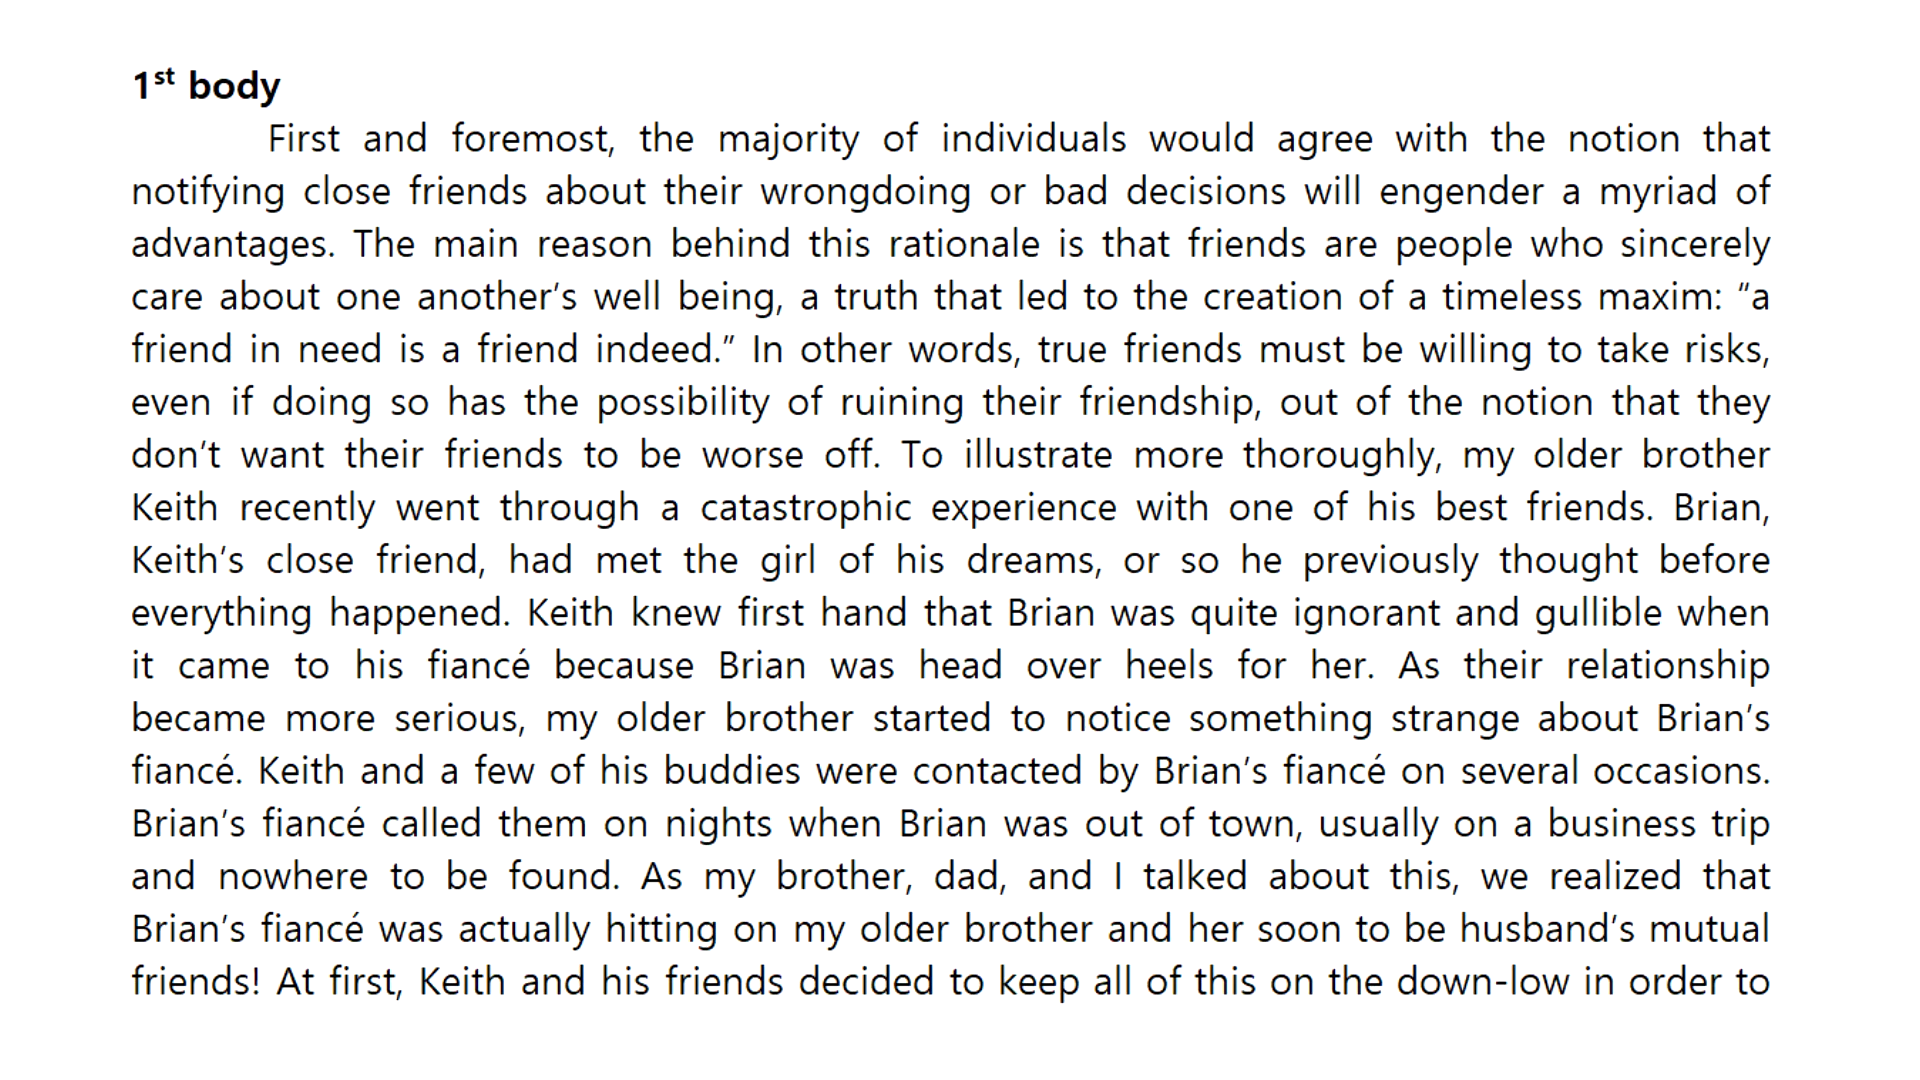 1st body
First and foremost, the majority of individuals would agree with the notion that
notifying close friends about their wrongdoing or bad decisions will engender a myriad of
advantages. The main reason behind this rationale is that friends are people who sincerely
care about one another’s well being, a truth that led to the creation of a timeless maxim: “a
friend in need is a friend indeed.” In other words, true friends must be willing to take risks,
even if doing so has the possibility of ruining their friendship, out of the notion that they
don’t want their friends to be worse off. To illustrate more thoroughly, my older brother
Keith recently went through a catastrophic experience with one of his best friends. Brian,
Keith’s close friend, had met the girl of his dreams, or so he previously thought before
everything happened. Keith knew first hand that Brian was quite ignorant and gullible when
it came to his fiancé because Brian was head over heels for her. As their relationship
became more serious, my older brother started to notice something strange about Brian’s
fiancé. Keith and a few of his buddies were contacted by Brian’s fiancé on several occasions.
Brian’s fiancé called them on nights when Brian was out of town, usually on a business trip
and nowhere to be found. As my brother, dad, and I talked about this, we realized that
Brian’s fiancé was actually hitting on my older brother and her soon to be husband’s mutual
friends! At first, Keith and his friends decided to keep all of this on the down-low in order to